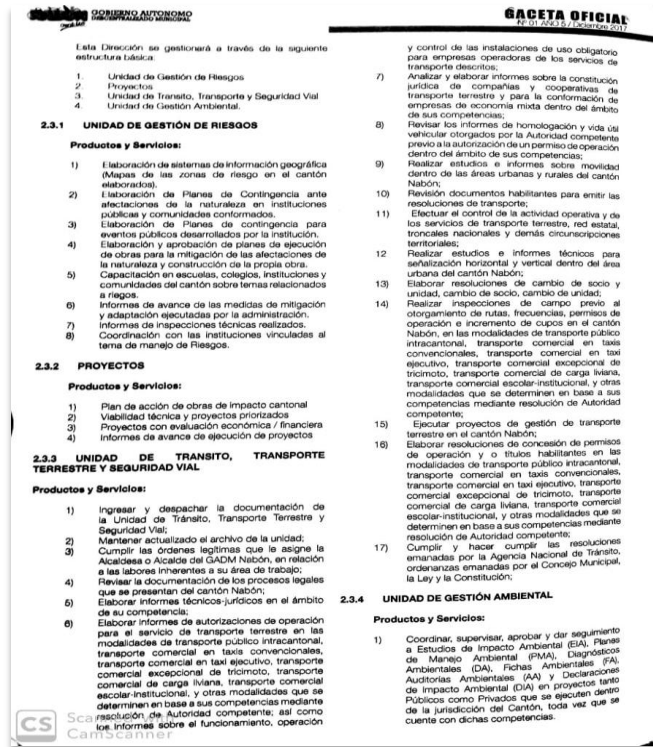 GOBIERNO AUTONOMO
DESCENTRALIZADO MUNICIPAL
GACETA OFICIAL
Nº 01 AÑO 5 / Diciembre 2017
Esta Dirección se gestionará a través de la siguiente
estructura básica:
1. Unidad de Gestión de Riesgos
2. Proyectos
3. Unidad de Transito, Transporte y Seguridad Vial
4. Unidad de Gestión Ambiental.
2.3.1 UNIDAD DE GESTIÓN DE RIESGOS
Productos y Servicios:
1) Elaboración de sistemas de información geográfica
(Mapas de las zonas de riesgo en el cantón
elaborados).
2) Elaboración de Planes de Contingencia ante
afectaciones de la naturaleza en instituciones
públicas y comunidades conformados.
3) Elaboración de Planes de contingencia para
eventos públicos desarrollados por la institución.
4) Elaboración y aprobación de planes de ejecución
de obras para la mitigación de las afectaciones de
la naturaleza y construcción de la propia obra.
5) Capacitación en escuelas, colegios, instituciones y
comunidades del cantón sobre temas relacionados
a riegos.
6) Informes de avance de las medidas de mitigación
y adaptación ejecutadas por la administración.
7) Informes de inspecciones técnicas realizados.
8) Coordinación con las instituciones vinculadas al
tema de manejo de Riesgos.
2.3.2 PROYECTOS
Productos y Servicios:
1) Plan de acción de obras de impacto cantonal
2) Viabilidad técnica y proyectos priorizados
3) Proyectos con evaluación económica / financiera
4) Informes de avance de ejecución de proyectos
2.3.3 UNIDAD DE TRANSITO, TRANSPORTE
TERRESTRE Y SEGURIDAD VIAL
Productos y Servicios:
1) Ingresar y despachar la documentación de
la Unidad de Tránsito, Transporte Terrestre y
Seguridad Vial;
2) Mantener actualizado el archivo de la unidad;
3) Cumplir las órdenes legítimas que le asigne la
Alcaldesa o Alcalde del GADM Nabón, en relación
a las labores inherentes a su área de trabajo;
4) Revisar la documentación de los procesos legales
que se presentan del cantón Nabón;
5) Elaborar informes técnicos-jurídicos en el ámbito
de su competencia;
6) Elaborar informes de autorizaciones de operación
para el servicio de transporte terrestre en las
modalidades de transporte público intracantonal,
transporte comercial en taxis convencionales,
transporte comercial en taxi ejecutivo, transporte
comercial excepcional de tricimoto, transporte
comercial de carga liviana, transporte comercial
escolar-institucional, y otras modalidades que se
determinen en base a sus competencias mediante
resolución de Autoridad competente; así como
los informes sobre el funcionamiento, operación
y control de las instalaciones de uso obligatorio
para empresas operadoras de los servicios de
transporte descritos;
7) Analizar y elaborar informes sobre la constitución
jurídica de compañías y cooperativas de
transporte terrestre y para la conformación de
empresas de economía mixta dentro del ámbito
de sus competencias;
8) Revisar los informes de homologación y vida útil
vehicular otorgados por la Autoridad competente
previo a la autorización de un permiso de operación
dentro del ámbito de sus competencias;
9) Realizar estudios e informes sobre movilidad
dentro de las áreas urbanas y rurales del cantón
Nabón;
10) Revisión documentos habilitantes para emitir las
resoluciones de transporte;
11) Efectuar el control de la actividad operativa y de
los servicios de transporte terrestre, red estatal,
troncales nacionales y demás circunscripciones
territoriales;
12 Realizar estudios e informes técnicos para
señalización horizontal y vertical dentro del área
urbana del cantón Nabón;
13) Elaborar resoluciones de cambio de socio y
unidad, cambio de socio, cambio de unidad;
14) Realizar inspecciones de campo previo al
otorgamiento de rutas, frecuencias, permisos de
operación e incremento de cupos en el cantón
Nabón, en las modalidades de transporte público
intracantonal, transporte comercial en taxis
convencionales, transporte comercial en taxi
ejecutivo, transporte comercial excepcional de
tricimoto, transporte comercial de carga liviana,
transporte comercial escolar-institucional, y otras
modalidades que se determinen en base a sus
competencias mediante resolución de Autoridad
competente;
15) Ejecutar proyectos de gestión de transporte
terrestre en el cantón Nabón;
16) Elaborar resoluciones de concesión de permisos
de operación y o títulos habilitantes en las
modalidades de transporte público intracantonal,
transporte comercial en taxis convencionales,
transporte comercial en taxi ejecutivo, transporte
comercial excepcional de tricimoto, transporte
comercial de carga liviana, transporte comercial
escolar-institucional, y otras modalidades que se
determinen en base a sus competencias mediante
resolución de Autoridad competente;
17) Cumplir y hacer cumplir las resoluciones
emanadas por la Agencia Nacional de Tránsito,
ordenanzas emanadas por el Concejo Municipal,
la Ley y la Constitución;
2.3.4 UNIDAD DE GESTIÓN AMBIENTAL
Productos y Servicios:
1) Coordinar, supervisar, aprobar y dar seguimiento
a Estudios de Impacto Ambiental (EIA), Planes
de Manejo Ambiental (PMA), Diagnósticos
Ambientales (DA), Fichas Ambientales (FA),
Auditorías Ambientales (AA) y Declaraciones
de Impacto Ambiental (DIA) en proyectos tanto
Públicos como Privados que se ejecuten dentro
de la jurisdicción del Cantón, toda vez que se
cuente con dichas competencias.
CS
CamScanner